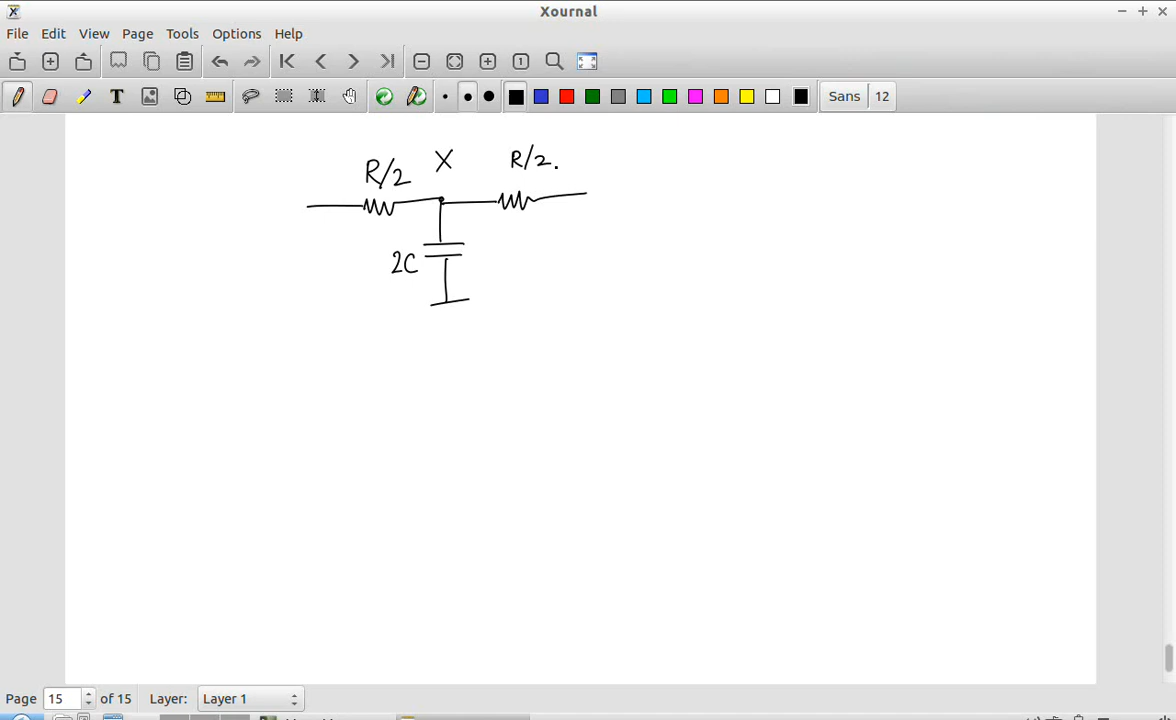 Xournal
File Edit View Page Tools Options Help
Sans 12
R/2 X R/2.
2C
Page 15 of 15 Layer: Layer 1